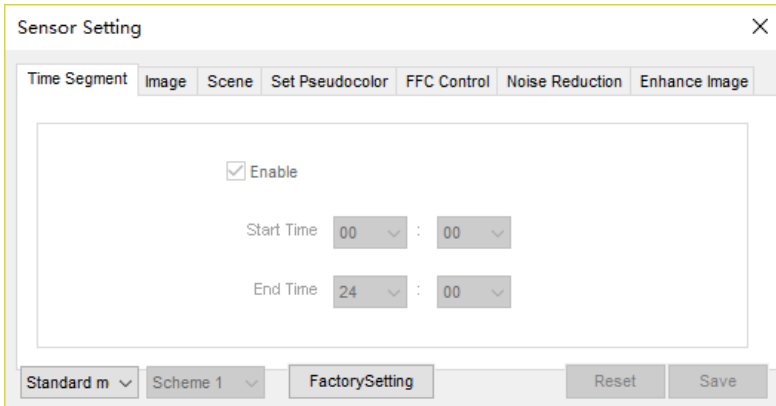 Sensor Setting
Time Segment Image Scene Set Pseudocolor FFC Control Noise Reduction Enhance Image
Enable
Start Time 00 : 00
End Time 24 : 00
Standard m Scheme 1 FactorySetting Reset Save